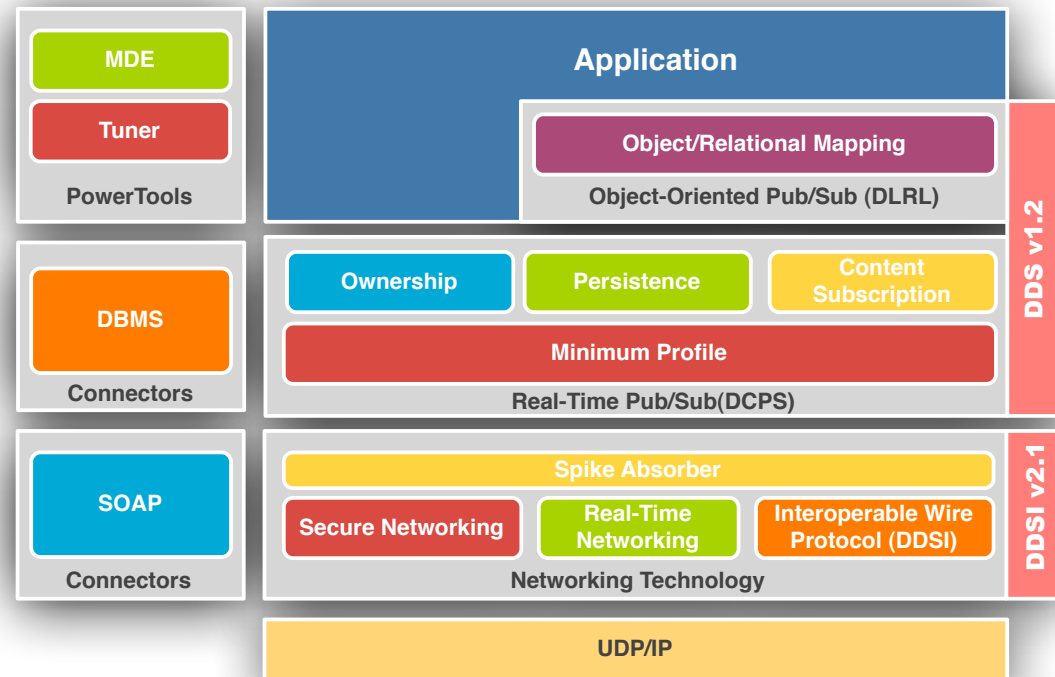 MDE
Tuner
PowerTools
Application
Object/Relational Mapping
Object-Oriented Pub/Sub (DLRL)
DDS v1.2
DBMS
Connectors
Ownership
Persistence
Content
Subscription
Minimum Profile
Real-Time Pub/Sub(DCPS)
SOAP
Connectors
Spike Absorber
Secure Networking
Real-Time
Networking
Interoperable Wire
Protocol (DDSI)
Networking Technology
DDSI v2.1
UDP/IP